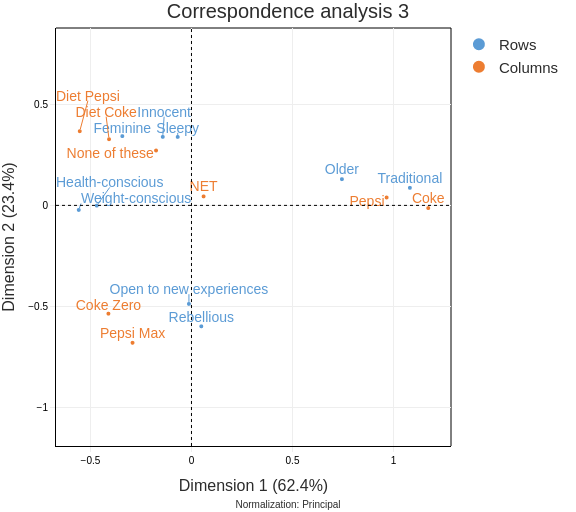 Correspondence analysis 3
Rows
Columns
Diet Pepsi
Diet Coke
Innocent
Feminine
Sleepy
None of these
Older
Traditional
Health-conscious
NET
Weight-conscious
Pepsi
Coke
Open to new experiences
Coke Zero
Rebellious
Pepsi Max
0.5
0
−0.5
−1
Dimension 2 (23.4%)
−0.5
0
0.5
1
Dimension 1 (62.4%)
Normalization: Principal